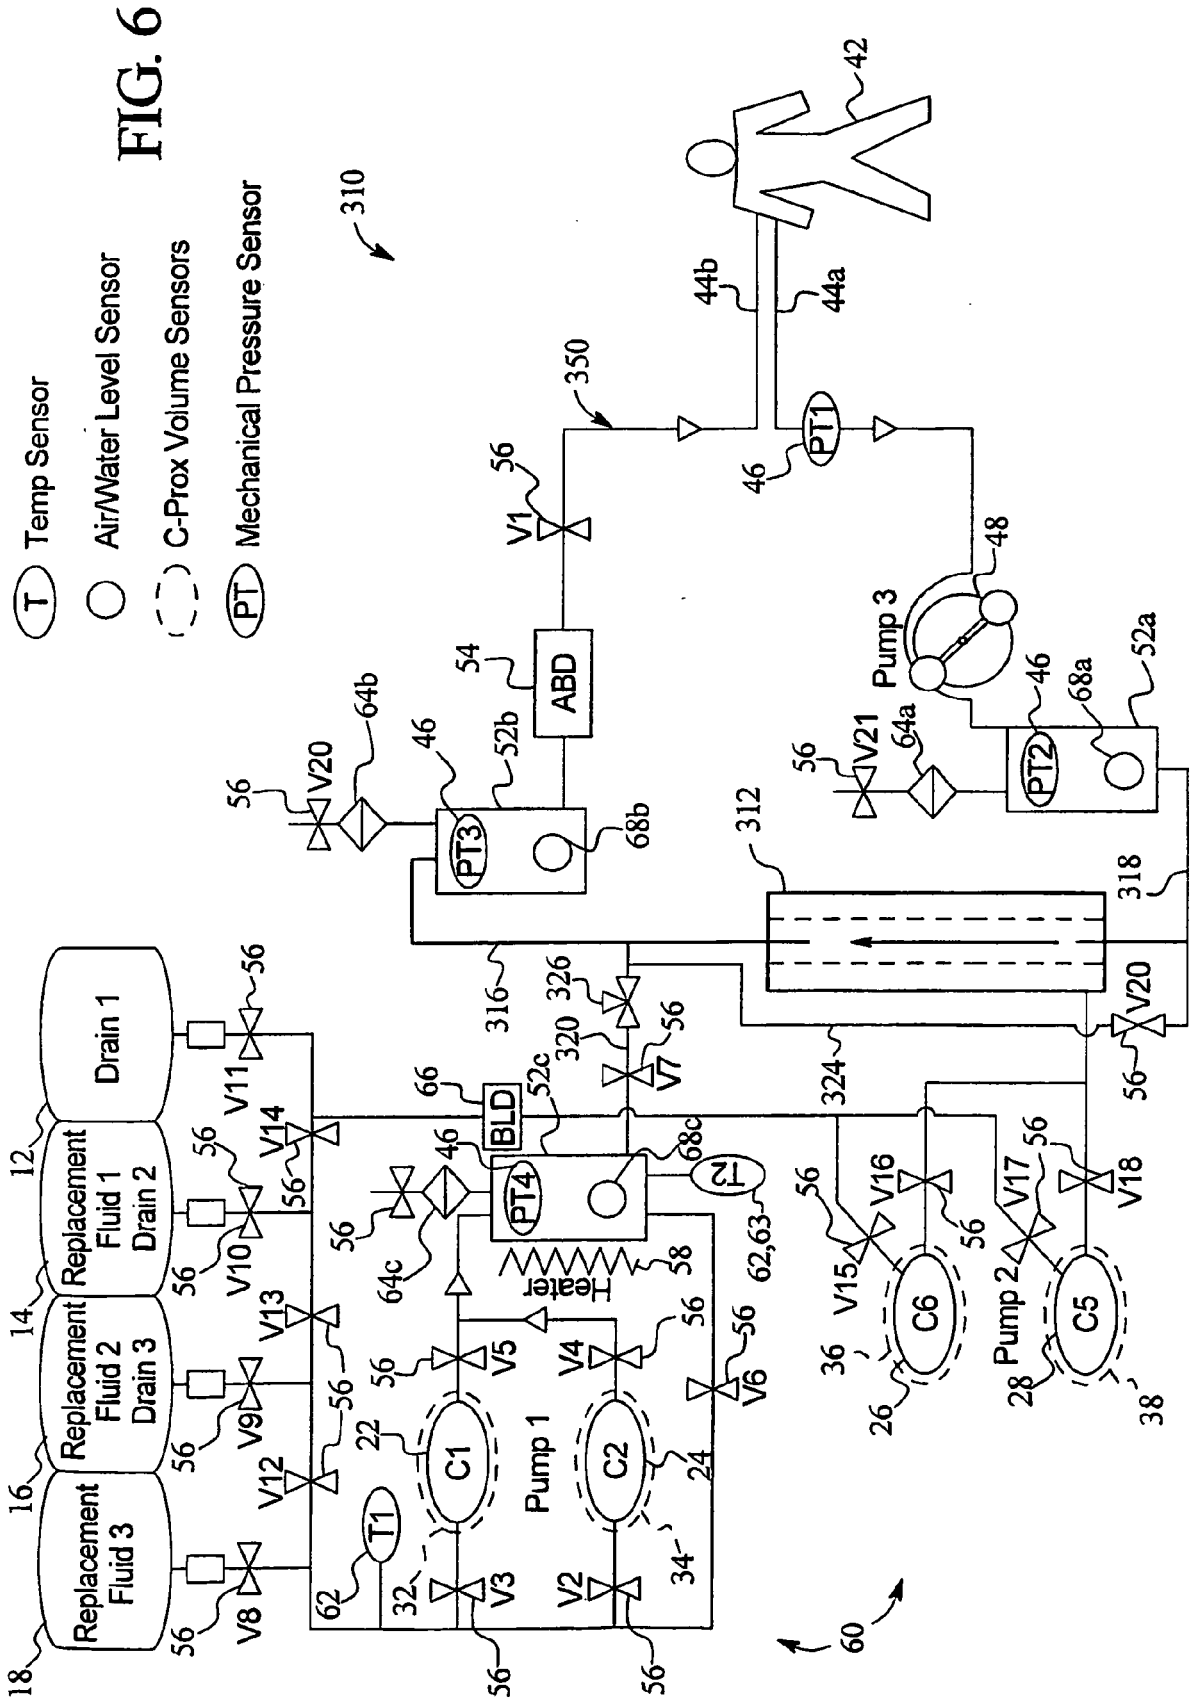 FIG. 6
T Temp Sensor
Air/Water Level Sensor
C-Prox Volume Sensors
PT Mechanical Pressure Sensor
310
18
Replacement
Fluid 3
16
Replacement
Fluid 2
Drain 3
14
Replacement
Fluid 1
Drain 2
12
Drain 1
56
V8
56
V9
56
V10
56
V11
56
V12
56
V13
56
V14
56
62
T1
32
22
C1
V3
56
V5
56
Pump 1
34
24
C2
V2
56
V4
56
V6
56
Heater
58
64c
56
46
PT4
52c
68c
T2
62,63
66
BLD
V7
56
320
326
316
324
56
V20
64b
46
PT3
52b
68b
54
ABD
V1
56
350
44b
44a
42
46
PT1
Pump 3
48
56
V21
64a
46
PT2
68a
52a
312
318
56
V20
V15
56
V16
56
36
26
C6
Pump 2
V17
56
V18
28
C5
38
60